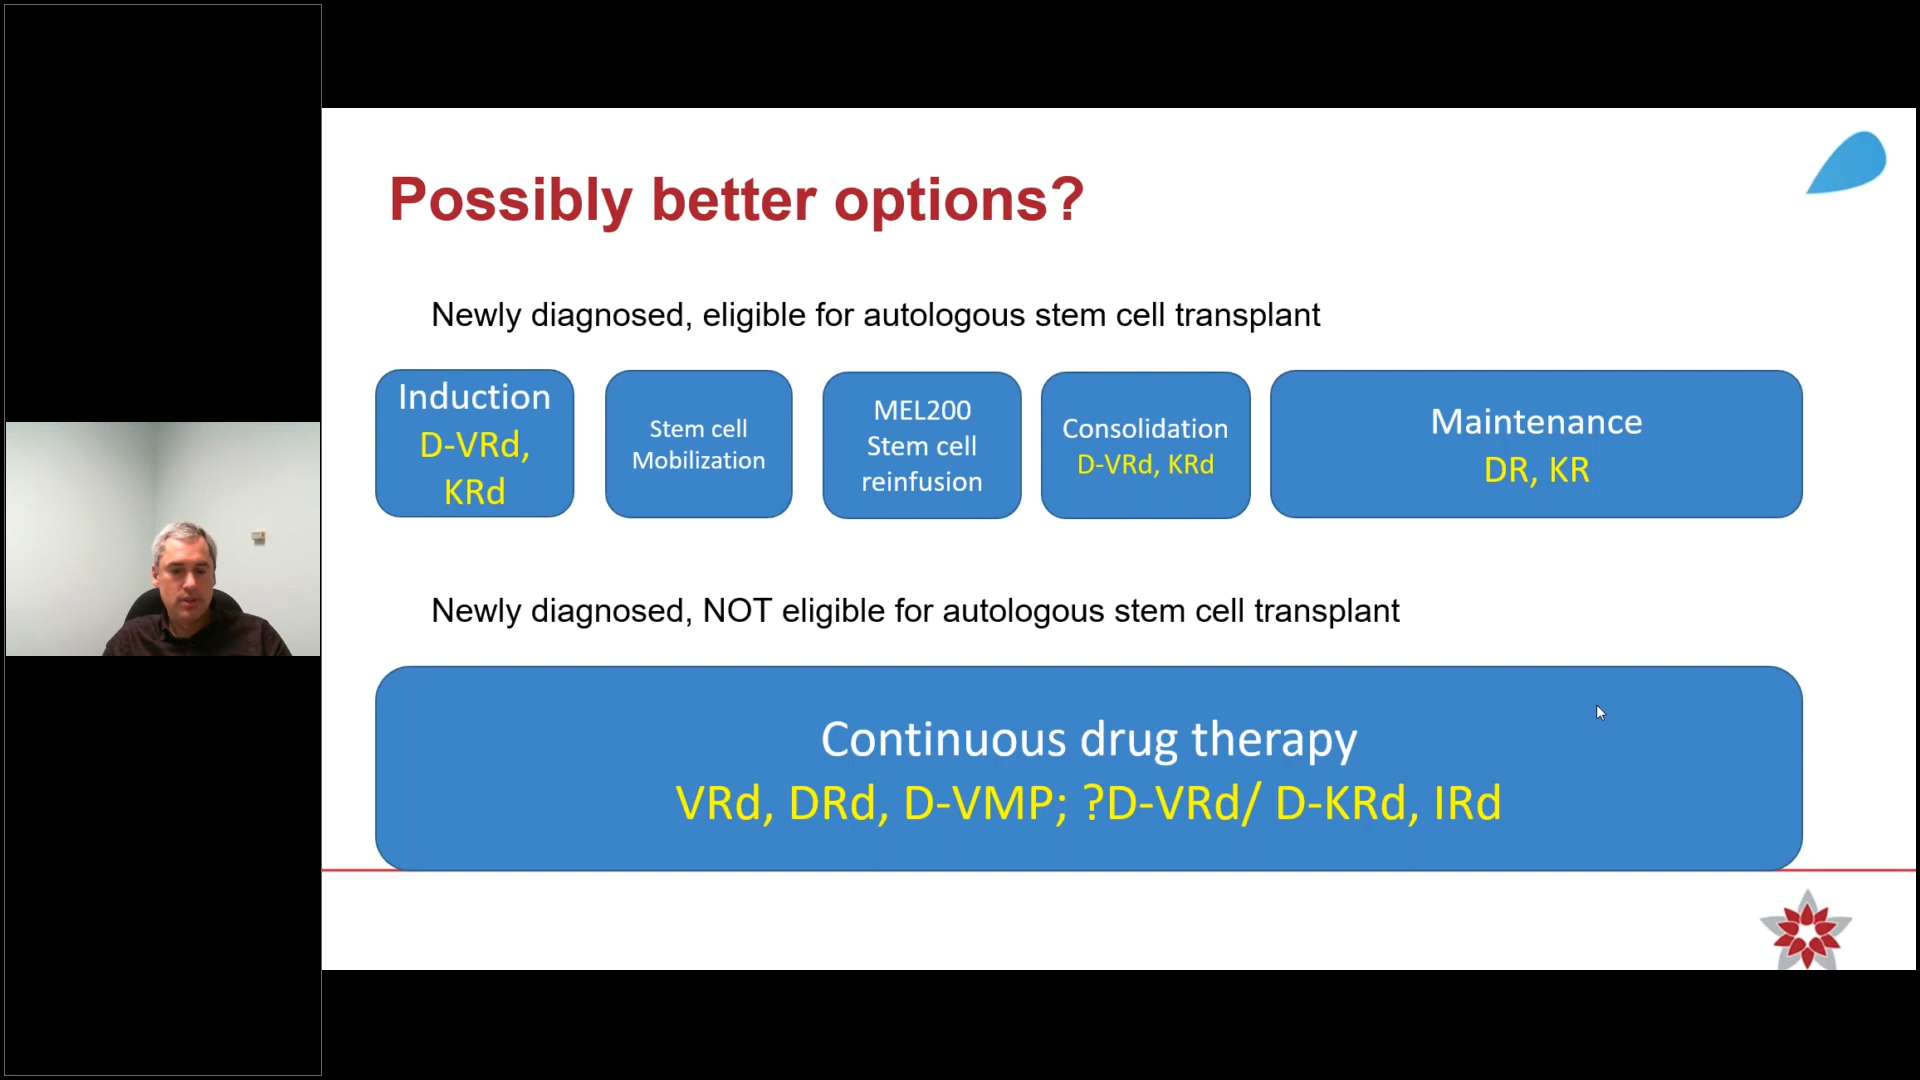 Possibly better options?
Newly diagnosed, eligible for autologous stem cell transplant
Induction
D-VRd,
KRd
Stem cell
Mobilization
MEL200
Stem cell
reinfusion
Consolidation
D-VRd, KRd
Maintenance
DR, KR
Newly diagnosed, NOT eligible for autologous stem cell transplant
Continuous drug therapy
VRd, DRd, D-VMP; ?D-VRd/ D-KRd, IRd